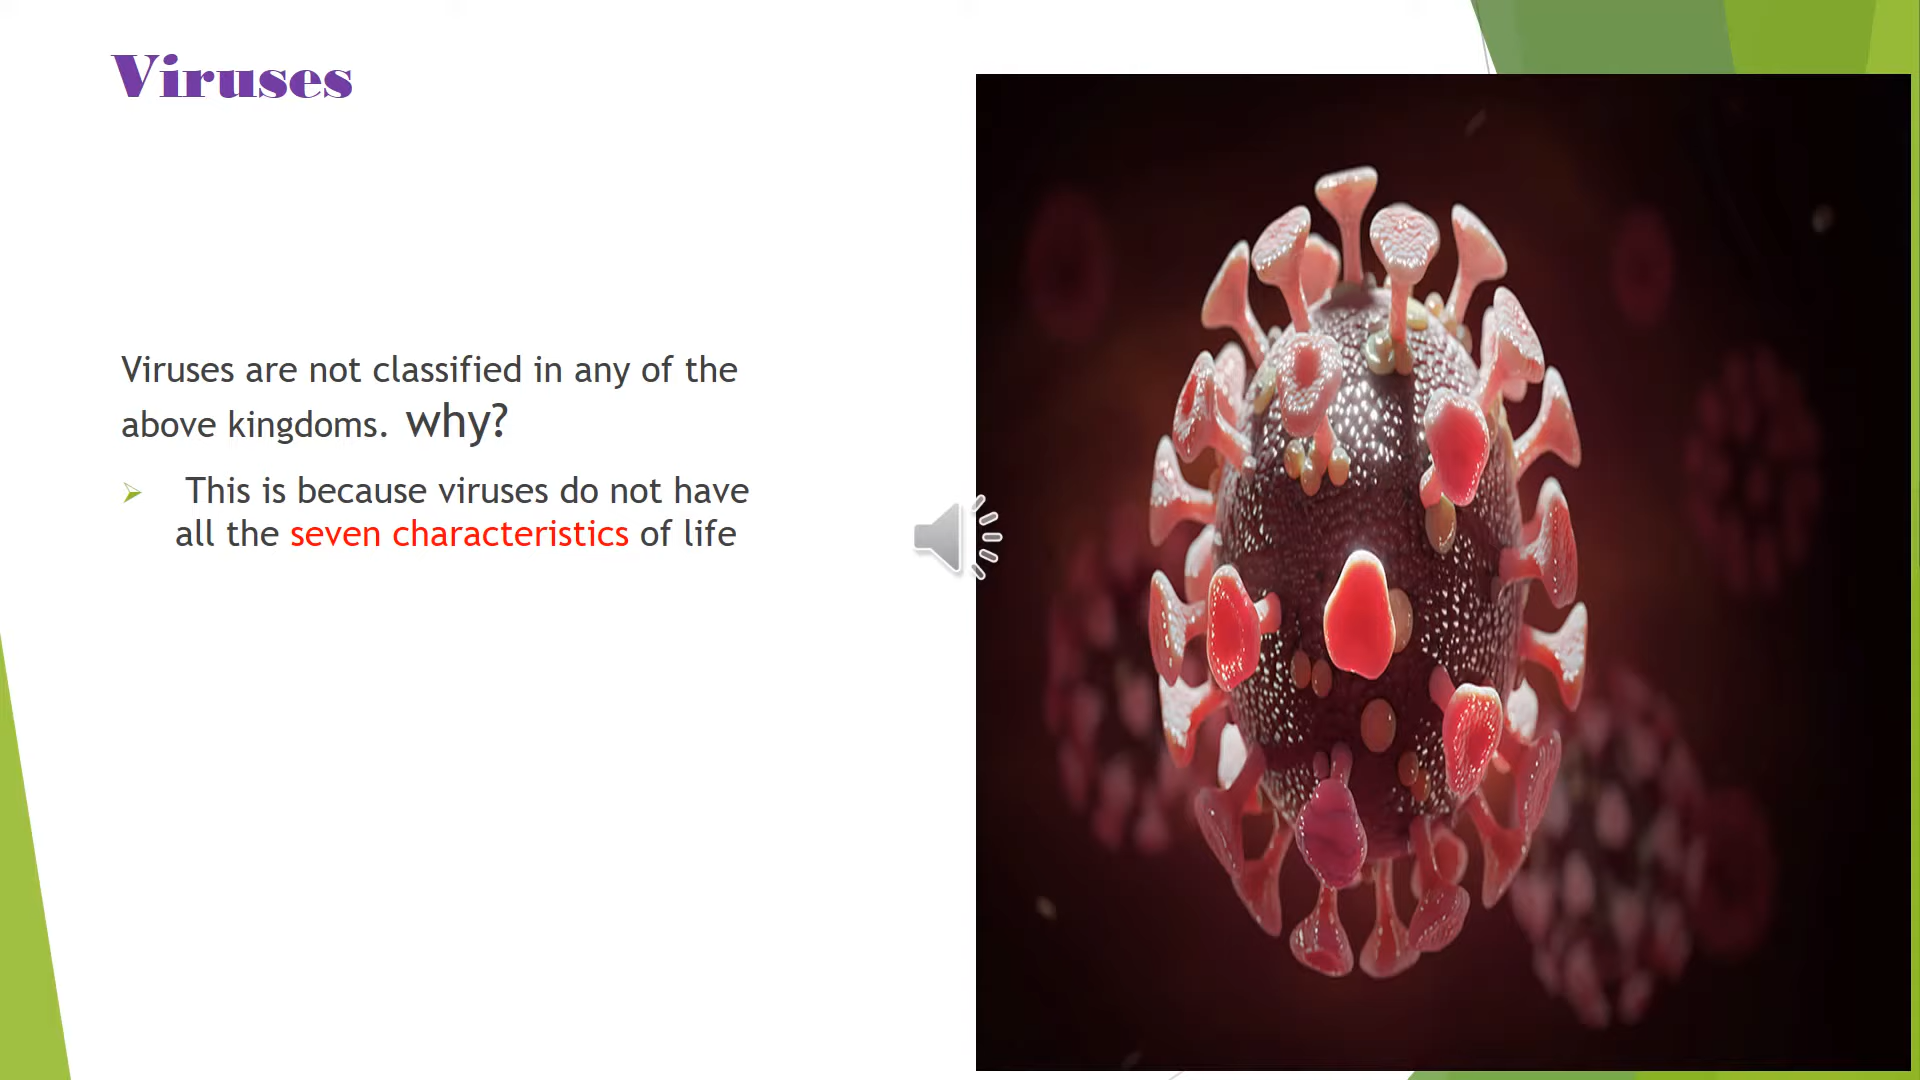 Viruses
Viruses are not classified in any of the
above kingdoms. why?
This is because viruses do not have
all the seven characteristics of life